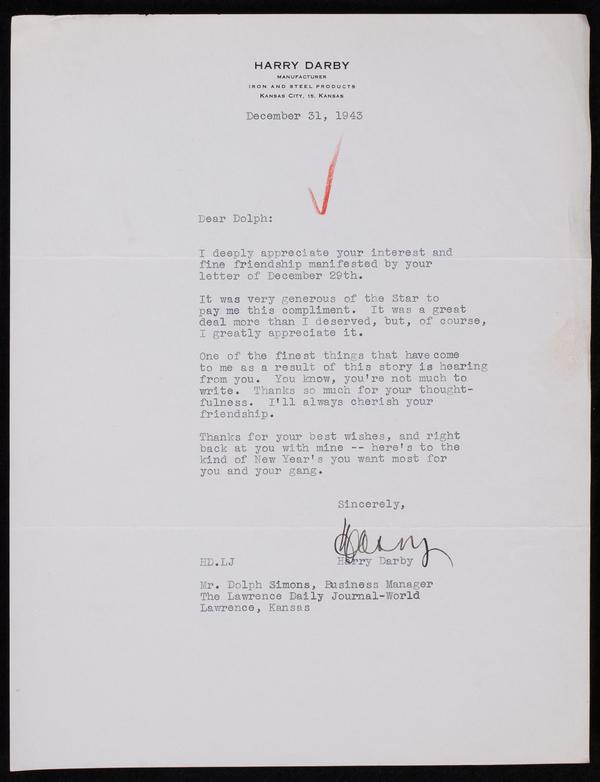 HARRY DARBY
MANUFACTURER
IRON AND STEEL PRODUCTS
KANSAS CITY, 15, KANSAS
December 31, 1943
Dear Dolph:
I deeply appreciate your interest and
fine friendship manifested by your
letter of December 29th.
It was very generous of the Star to
pay me this compliment. It was a great
deal more than I deserved, but, of course,
I greatly appreciate it.
One of the finest things that have come
to me as a result of this story is hearing
from you. You know, you're not much to
write. Thanks so much for your thought-
fulness. I'll always cherish your
friendship.
Thanks for your best wishes, and right
back at you with mine -- here's to the
kind of New Year's you want most for
you and your gang.
Sincerely,
Harry
HD.LJ Harry Darby
Mr. Dolph Simons, Business Manager
The Lawrence Daily Journal-World
Lawrence, Kansas